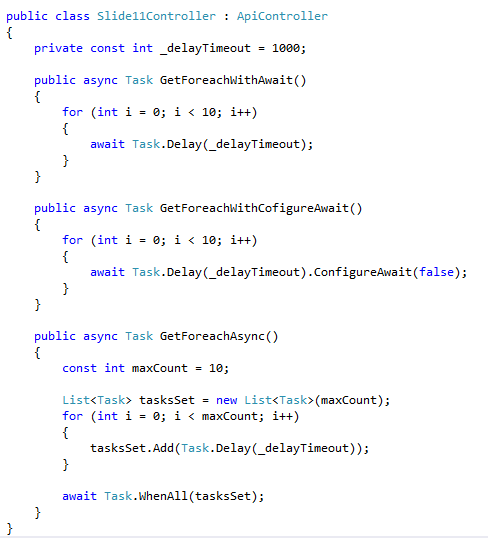 public class Slide11Controller : ApiController
{
    private const int _delayTimeout = 1000;

    public async Task GetForeachWithAwait()
    {
        for (int i = 0; i < 10; i++)
        {
            await Task.Delay(_delayTimeout);
        }
    }

    public async Task GetForeachWithCofigureAwait()
    {
        for (int i = 0; i < 10; i++)
        {
            await Task.Delay(_delayTimeout).ConfigureAwait(false);
        }
    }

    public async Task GetForeachAsync()
    {
        const int maxCount = 10;

        List<Task> tasksSet = new List<Task>(maxCount);
        for (int i = 0; i < maxCount; i++)
        {
            tasksSet.Add(Task.Delay(_delayTimeout));
        }

        await Task.WhenAll(tasksSet);
    }
}